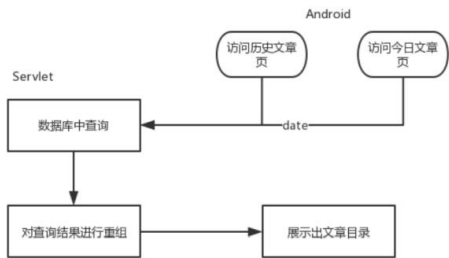 Android
访问历史文章
页
访问今日文章
页
Servlet
数据库中查询
date
对查询结果进行重组
展示出文章目录